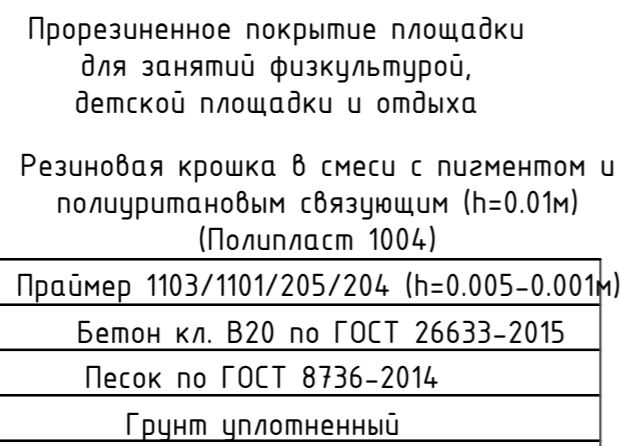 Прорезиненное покрытие площадки
для занятий физкультурой,
детской площадки и отдыха
Резиновая крошка в смеси с пигментом и
полиуритановым связующим (h=0.01м)
(Полипласт 1004)
Праймер 1103/1101/205/204 (h=0.005-0.001м)
Бетон кл. В20 по ГОСТ 26633-2015
Песок по ГОСТ 8736-2014
Грунт уплотненный